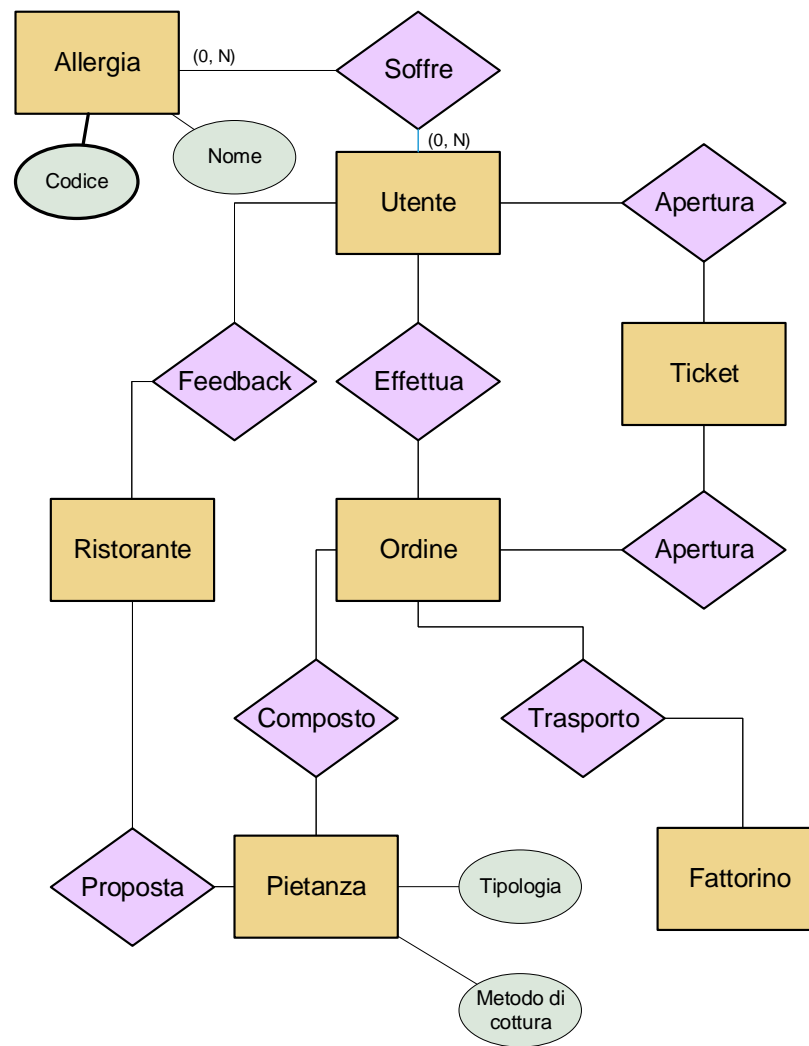 Allergia
(0, N)
Soffre
Codice
Nome
(0, N)
Utente
Apertura
Feedback
Effettua
Ticket
Ristorante
Ordine
Apertura
Composto
Trasporto
Proposta
Pietanza
Tipologia
Fattorino
Metodo di
cottura